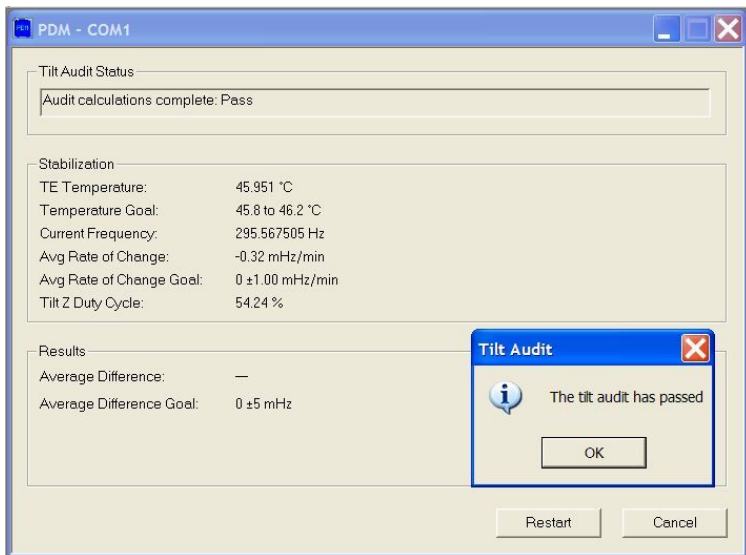 PDM
PDM - COM1
Tilt Audit Status
Audit calculations complete: Pass
Stabilization
TE Temperature: 45.951 °C
Temperature Goal: 45.8 to 46.2 °C
Current Frequency: 295.567505 Hz
Avg Rate of Change: -0.32 mHz/min
Avg Rate of Change Goal: 0 ±1.00 mHz/min
Tilt Z Duty Cycle: 54.24 %
Results
Average Difference: —
Average Difference Goal: 0 ±5 mHz
Tilt Audit
The tilt audit has passed
OK
Restart Cancel